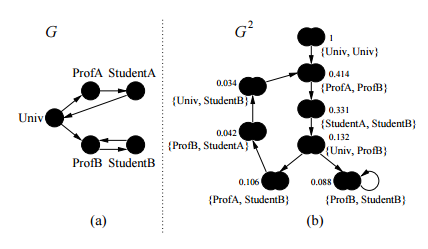 G
ProfA StudentA
Univ
ProfB StudentB
(a)
G²
1
{Univ, Univ}
0.414
{ProfA, ProfB}
0.034
{Univ, StudentB}
0.331
{StudentA, StudentB}
0.042
{ProfB, StudentA}
0.132
{Univ, ProfB}
0.106
{ProfA, StudentB}
0.088
{ProfB, StudentB}
(b)